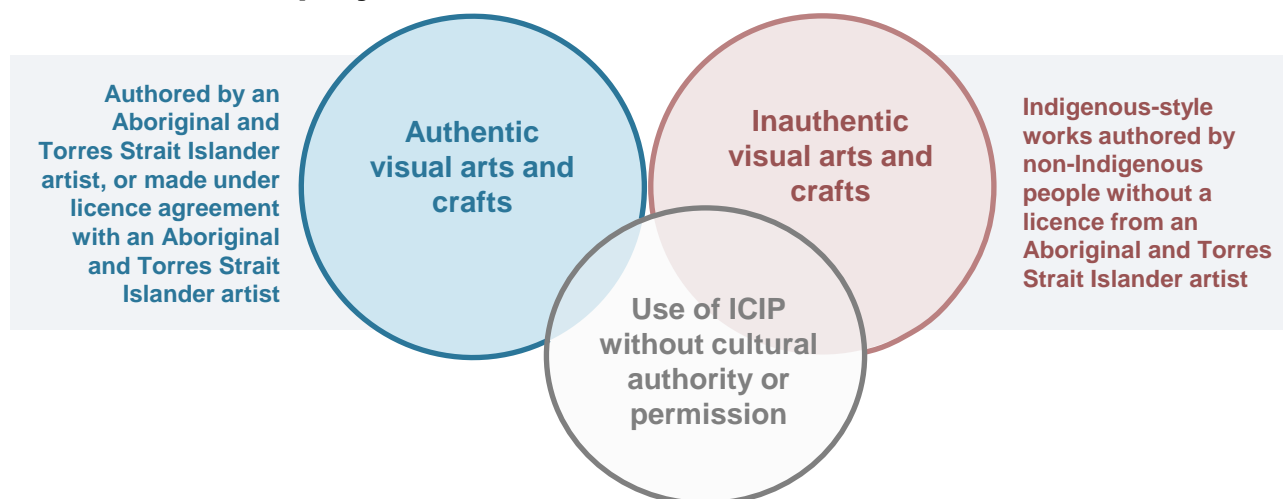 Authored by an
Aboriginal and
Torres Strait Islander
artist, or made under
licence agreement
with an Aboriginal
and Torres Strait
Islander artist
Authentic
visual arts and
crafts
Inauthentic
visual arts and
crafts
Indigenous-style
works authored by
non-Indigenous
people without a
licence from an
Aboriginal and Torres
Strait Islander artist
Use of ICIP
without cultural
authority or
permission